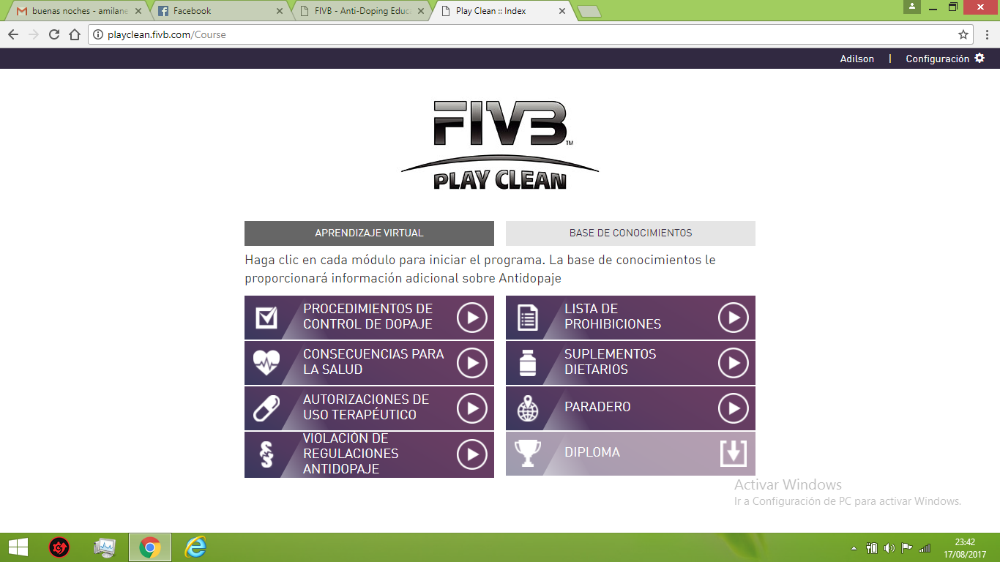 buenas noches - amilane
Facebook
FIVB - Anti-Doping Educa
Play Clean :: Index
playclean.fivb.com/Course
Adilson | Configuración
FIVB™
PLAY CLEAN
APRENDIZAJE VIRTUAL
BASE DE CONOCIMIENTOS
Haga clic en cada módulo para iniciar el programa. La base de conocimientos le
proporcionará información adicional sobre Antidopaje
PROCEDIMIENTOS DE
CONTROL DE DOPAJE
LISTA DE
PROHIBICIONES
CONSECUENCIAS PARA
LA SALUD
SUPLEMENTOS
DIETARIOS
AUTORIZACIONES DE
USO TERAPÉUTICO
PARADERO
VIOLACIÓN DE
REGULACIONES
ANTIDOPAJE
DIPLOMA
Activar Windows
Ir a Configuración de PC para activar Windows.
23:42
17/08/2017